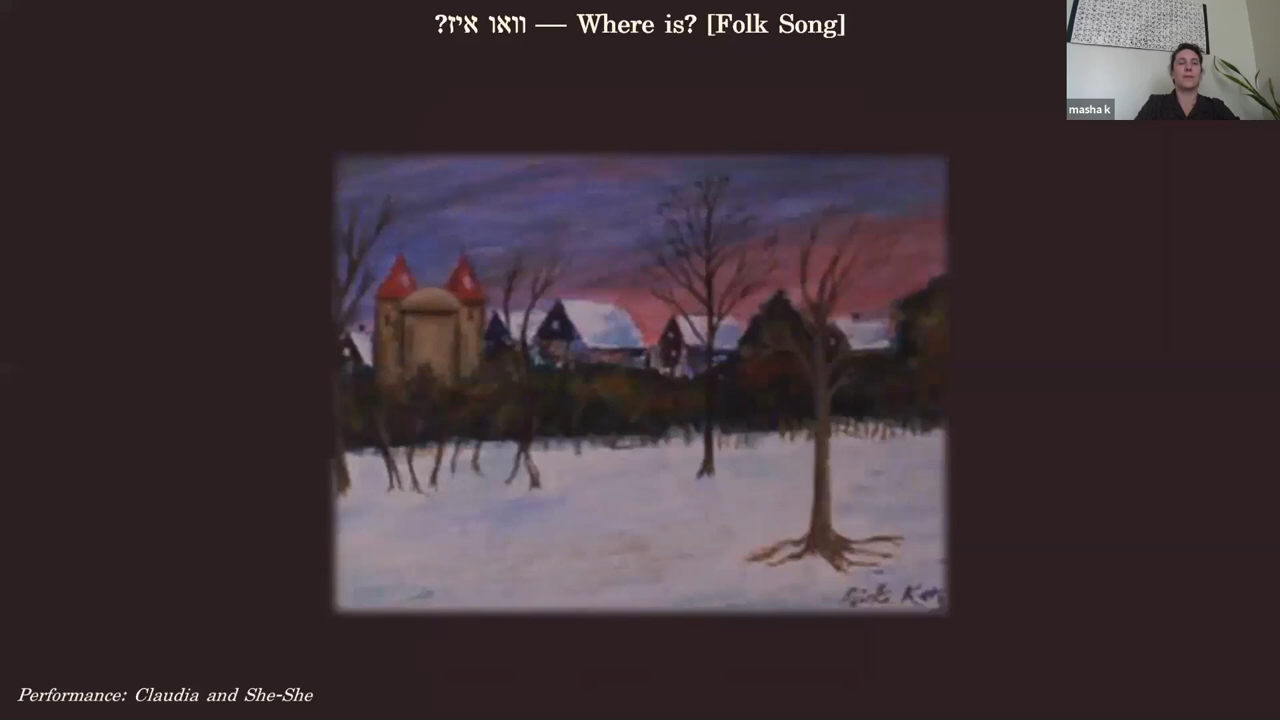 וואו איז? — Where is? [Folk Song]
masha k
Performance: Claudia and She-She